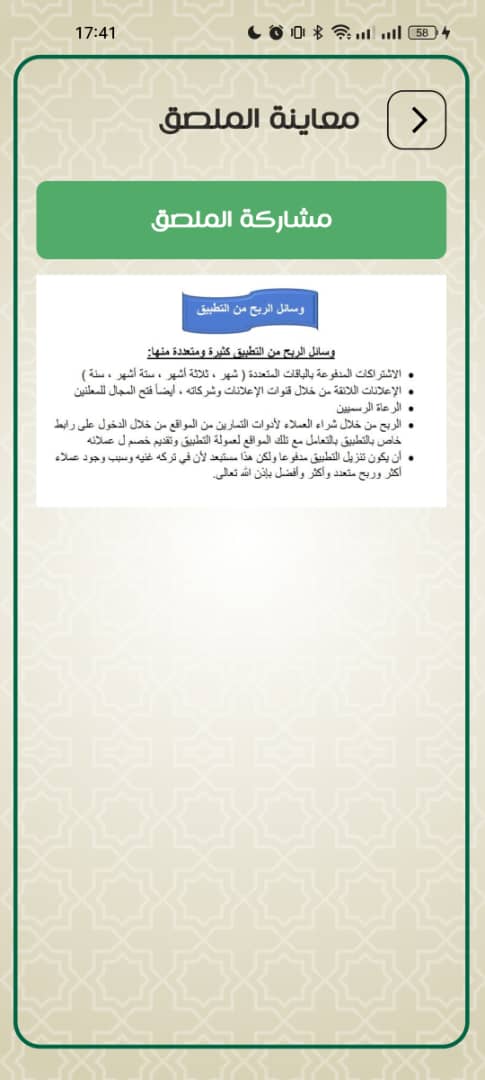 17:41
58
معاينة الملصق
مشاركة الملصق
وسائل الربح من التطبيق
وسائل الربح من التطبيق كثيرة ومتعددة منها:
• الاشتراكات المدفوعة بالباقات المتعددة ( شهر ، ثلاثة أشهر ، ستة أشهر ، سنة )
• الإعلانات اللائقة من خلال قنوات الإعلانات وشركاته ، أيضاً فتح المجال للمعلنين
• الرعاة الرسميين
• الربح من خلال شراء العملاء لأدوات التمارين من المواقع من خلال الدخول على رابط
خاص بالتطبيق بالتعامل مع تلك المواقع لعمولة التطبيق وتقديم خصم ل عملائه
• أن يكون تنزيل التطبيق مدفوعا ولكن هذا مستبعد لأن في تركه غنيه وسبب وجود عملاء
أكثر وربح متعدد وأكثر وأفضل بإذن الله تعالى.